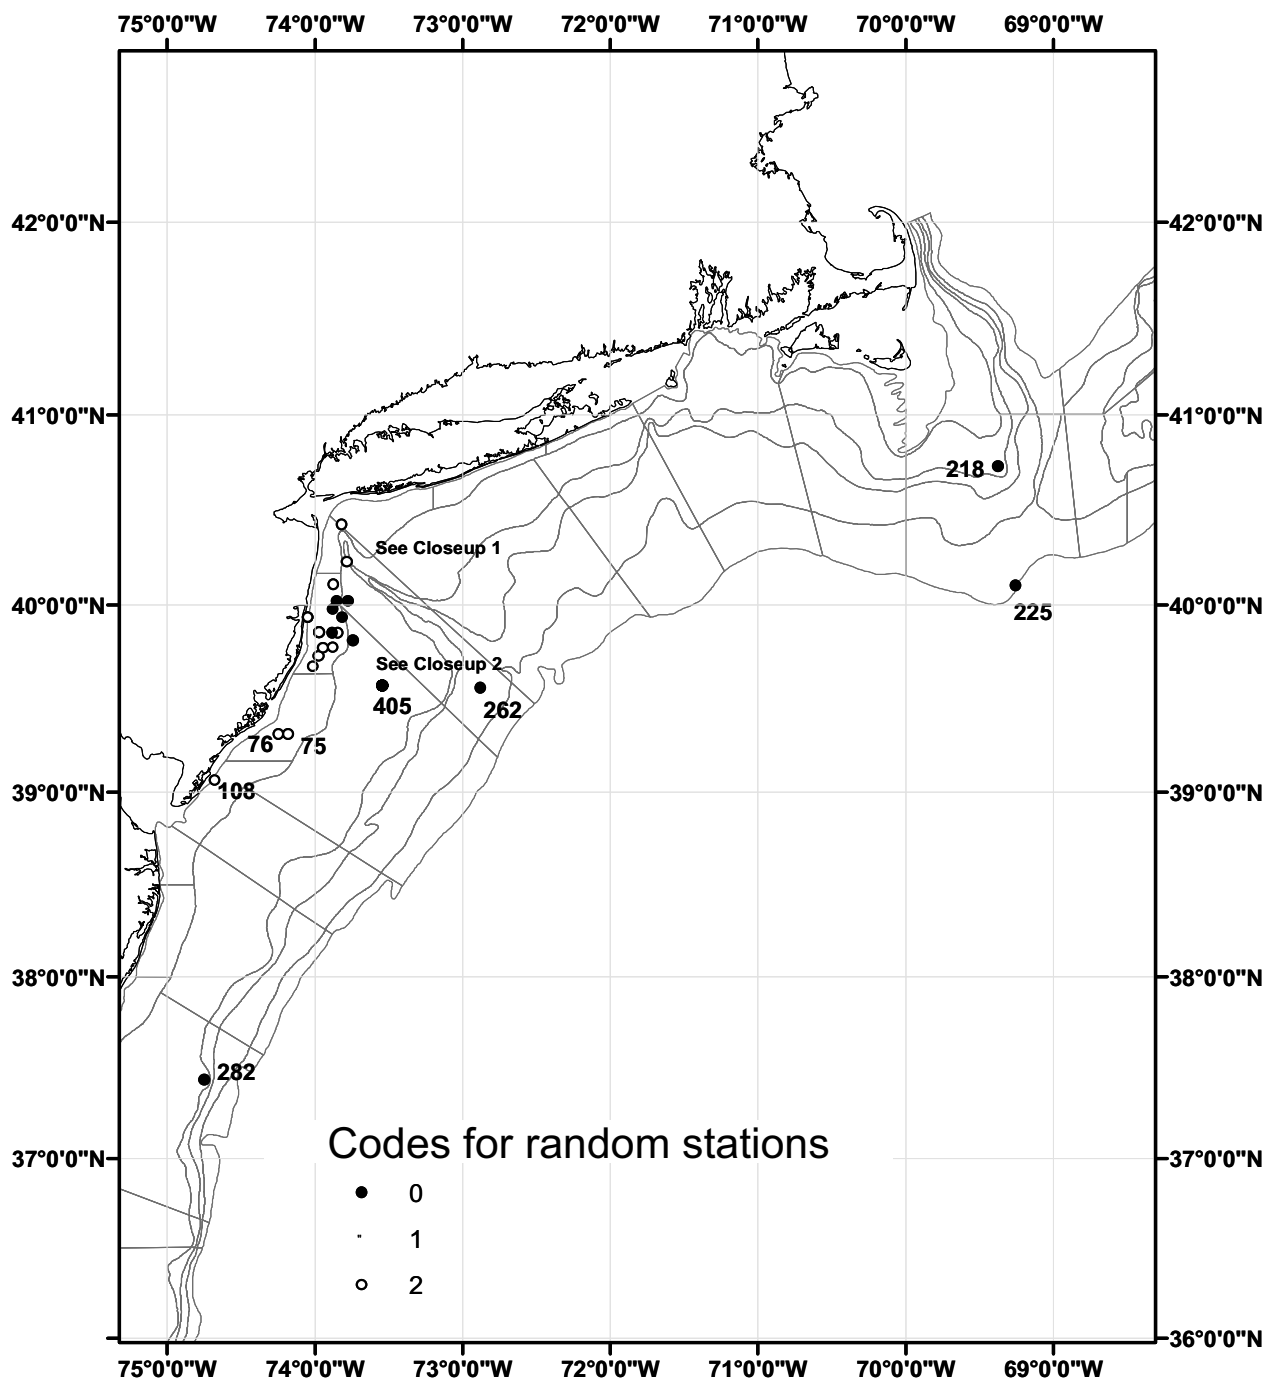 75°0'0"W 74°0'0"W 73°0'0"W 72°0'0"W 71°0'0"W 70°0'0"W 69°0'0"W
42°0'0"N 42°0'0"N
41°0'0"N 41°0'0"N
218
See Closeup 1
40°0'0"N 40°0'0"N
225
See Closeup 2
405 262
76 75
108
39°0'0"N 39°0'0"N
38°0'0"N 38°0'0"N
282
Codes for random stations
37°0'0"N 37°0'0"N
0
1
2
36°0'0"N
75°0'0"W 74°0'0"W 73°0'0"W 72°0'0"W 71°0'0"W 70°0'0"W 69°0'0"W